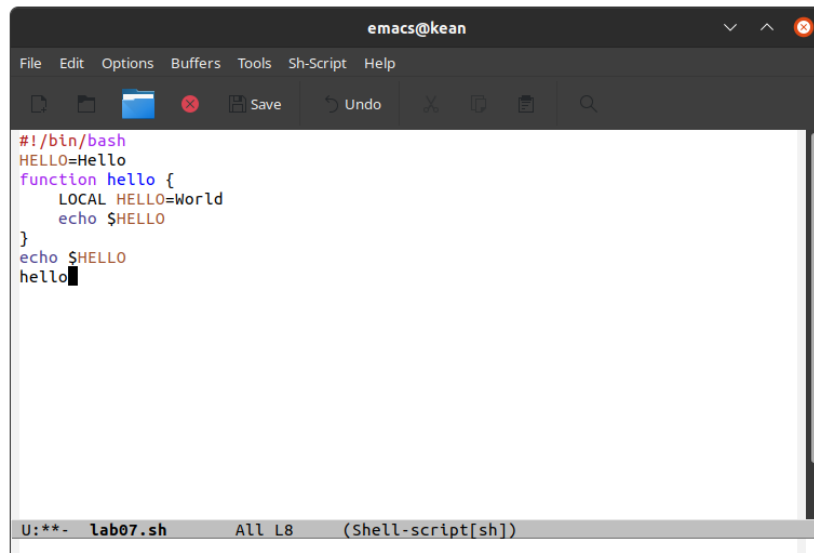 emacs@kean
File Edit Options Buffers Tools Sh-Script Help
Save Undo
#!/bin/bash
HELLO=Hello
function hello {
    LOCAL HELLO=World
    echo $HELLO
}
echo $HELLO
hello
U:**-  lab07.sh       All L8     (Shell-script[sh])